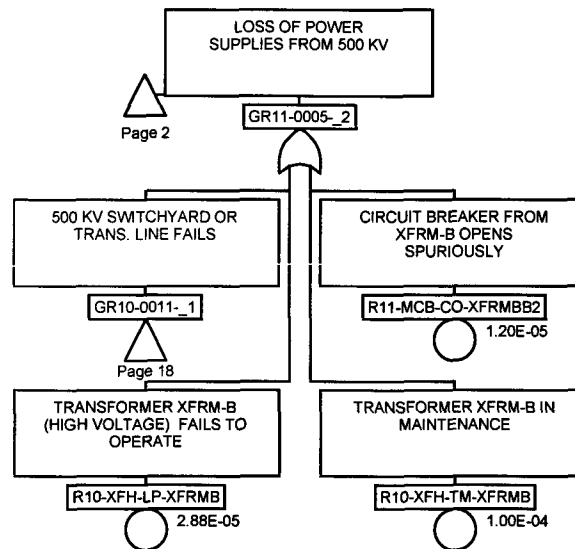 LOSS OF POWER
SUPPLIES FROM 500 KV
Page 2
GR11-0005-_2
500 KV SWITCHYARD OR
TRANS. LINE FAILS
GR10-0011-_1
Page 18
CIRCUIT BREAKER FROM
XFRM-B OPENS
SPURIOUSLY
R11-MCB-CO-XFRMBB2
1.20E-05
TRANSFORMER XFRM-B
(HIGH VOLTAGE) FAILS TO
OPERATE
R10-XFH-LP-XFRMB
2.88E-05
TRANSFORMER XFRM-B IN
MAINTENANCE
R10-XFH-TM-XFRMB
1.00E-04